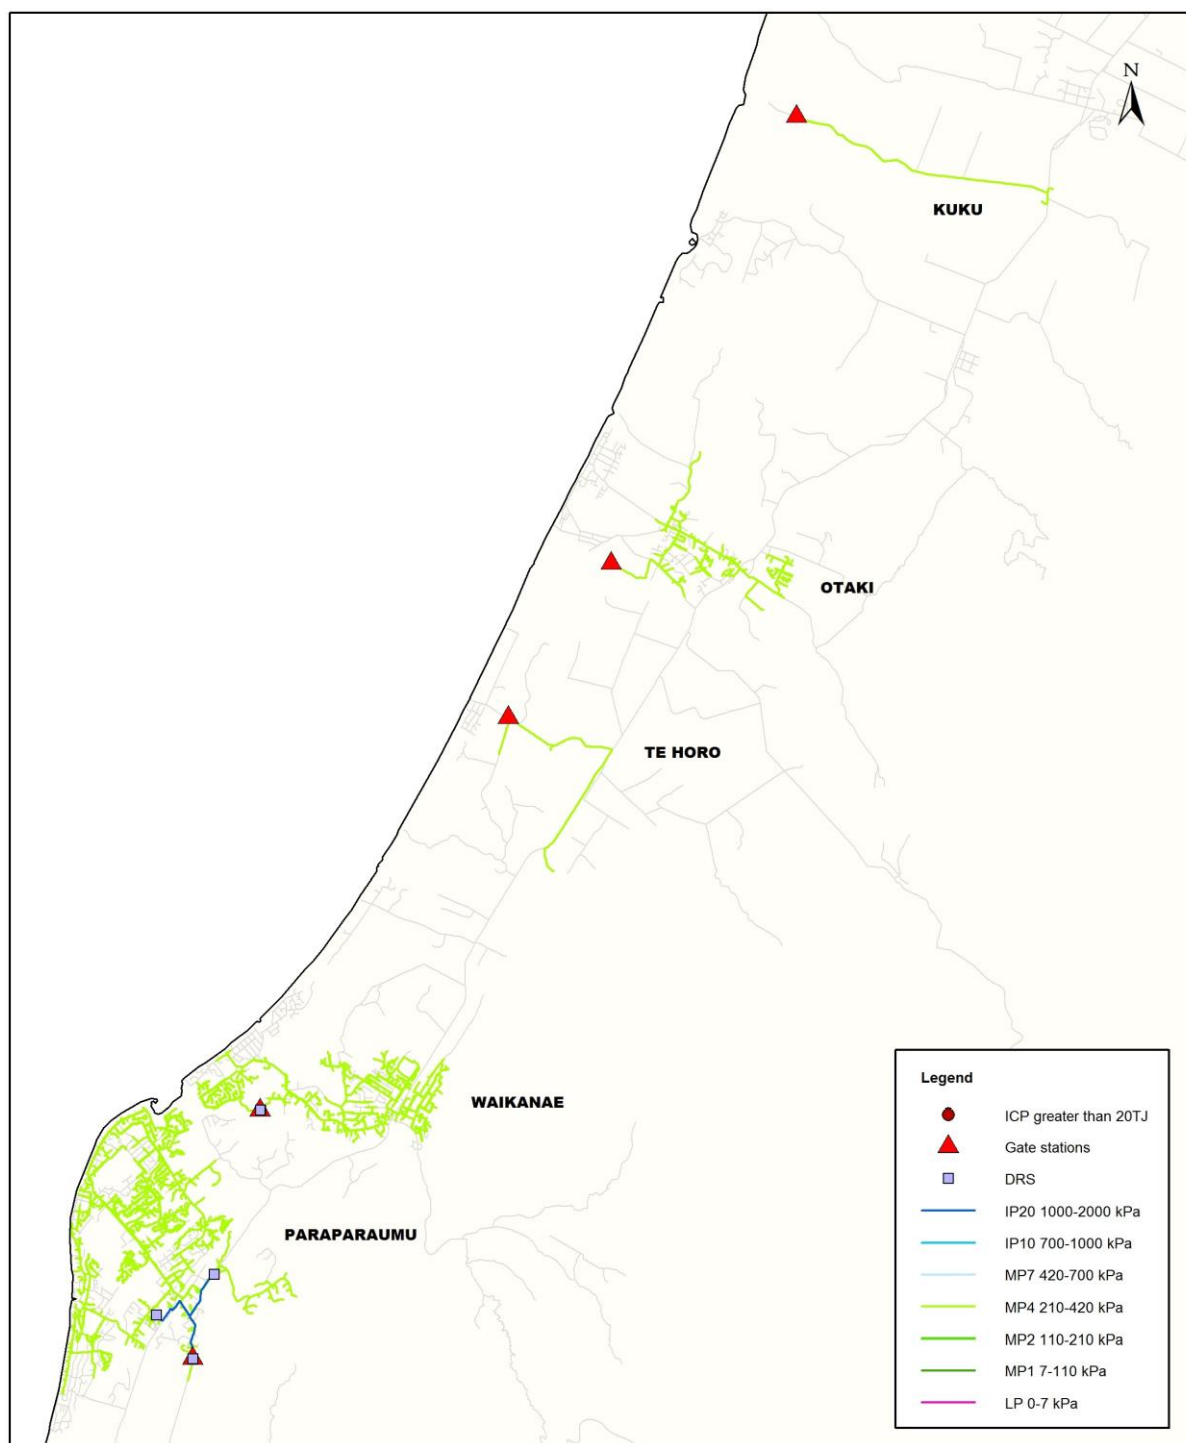 N
KUKU
OTAKI
TE HORO
WAIKANAE
PARAPARAUMU
Legend
ICP greater than 20TJ
Gate stations
DRS
IP20 1000-2000 kPa
IP10 700-1000 kPa
MP7 420-700 kPa
MP4 210-420 kPa
MP2 110-210 kPa
MP1 7-110 kPa
LP 0-7 kPa